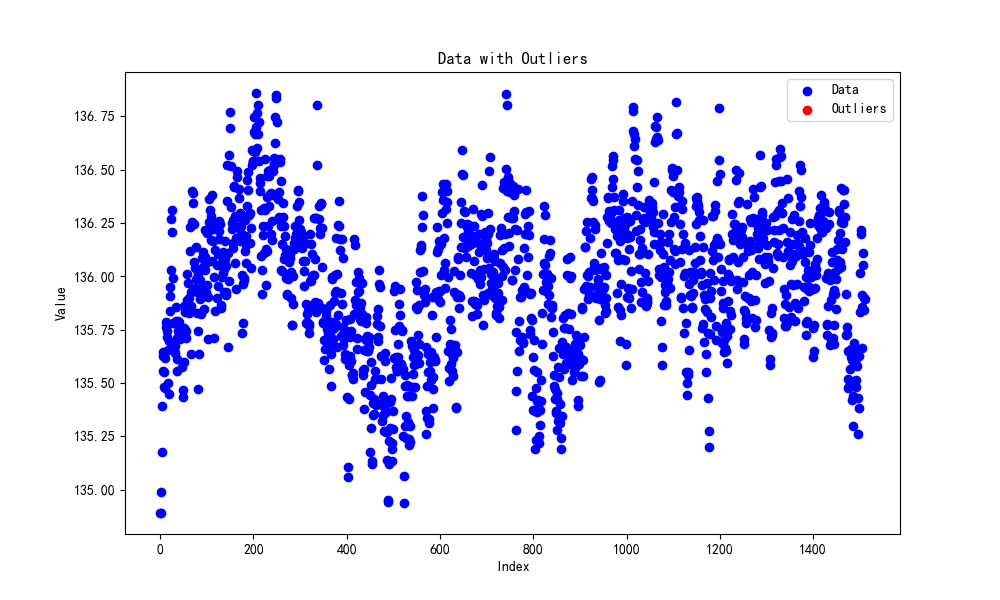 Data with Outliers
Data
Outliers
136.75
136.50
136.25
136.00
135.75
135.50
135.25
135.00
Value
0 200 400 600 800 1000 1200 1400
Index